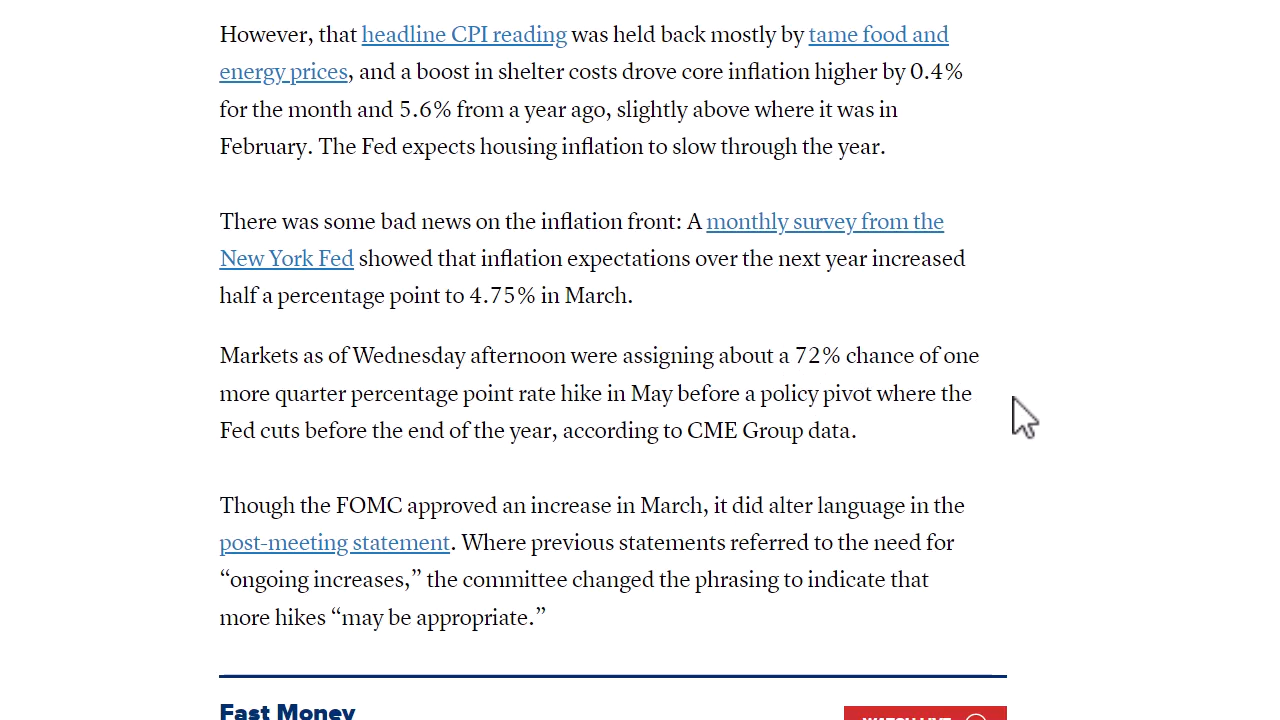 However, that headline CPI reading was held back mostly by tame food and
energy prices, and a boost in shelter costs drove core inflation higher by 0.4%
for the month and 5.6% from a year ago, slightly above where it was in
February. The Fed expects housing inflation to slow through the year.
There was some bad news on the inflation front: A monthly survey from the
New York Fed showed that inflation expectations over the next year increased
half a percentage point to 4.75% in March.
Markets as of Wednesday afternoon were assigning about a 72% chance of one
more quarter percentage point rate hike in May before a policy pivot where the
Fed cuts before the end of the year, according to CME Group data.
Though the FOMC approved an increase in March, it did alter language in the
post-meeting statement. Where previous statements referred to the need for
“ongoing increases,” the committee changed the phrasing to indicate that
more hikes “may be appropriate.”
Fast Money
WATCH LIVE